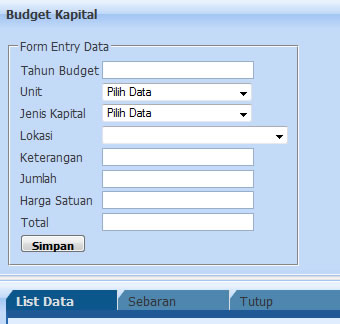 Budget Kapital
Form Entry Data
Tahun Budget
Unit Pilih Data
Jenis Kapital Pilih Data
Lokasi
Keterangan
Jumlah
Harga Satuan
Total
Simpan
List Data Sebaran Tutup